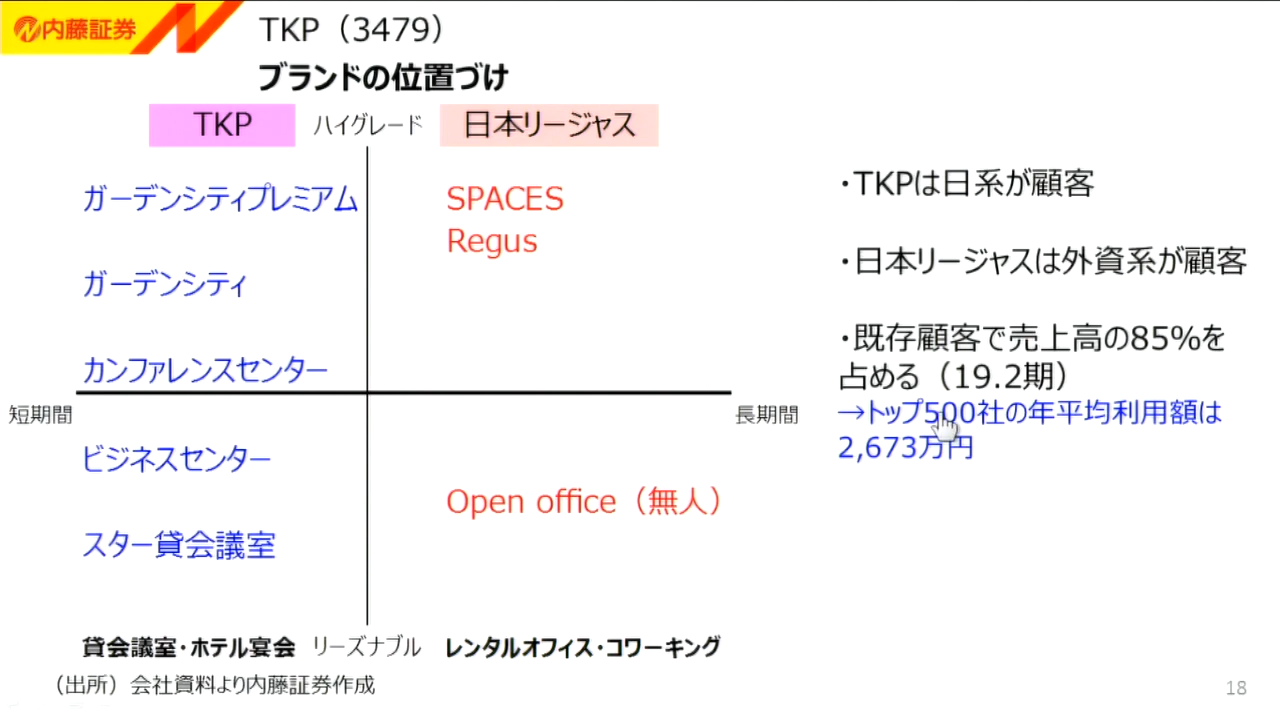 内藤証券
TKP（3479）
ブランドの位置づけ
TKP
ハイグレード
日本リージャス
ガーデンシティプレミアム
ガーデンシティ
カンファレンスセンター
SPACES
Regus
短期間
長期間
ビジネスセンター
スター貸会議室
Open office（無人）
貸会議室・ホテル宴会
リーズナブル
レンタルオフィス・コワーキング
（出所）会社資料より内藤証券作成
・TKPは日系が顧客
・日本リージャスは外資系が顧客
・既存顧客で売上高の85%を
占める（19.2期）
→トップ500社の年平均利用額は
2,673万円
18